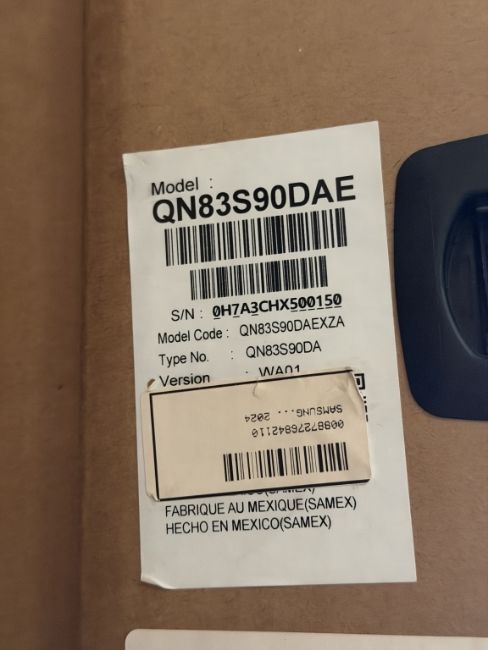 Model :
QN83S90DAE
S/N : 0H7A3CHX500150
Model Code : QN83S90DAEXZA
Type No. : QN83S90DA
Version : WA01
SAMSUNG ... 2024
00887276842110
FABRIQUE AU MEXIQUE(SAMEX)
HECHO EN MEXICO(SAMEX)